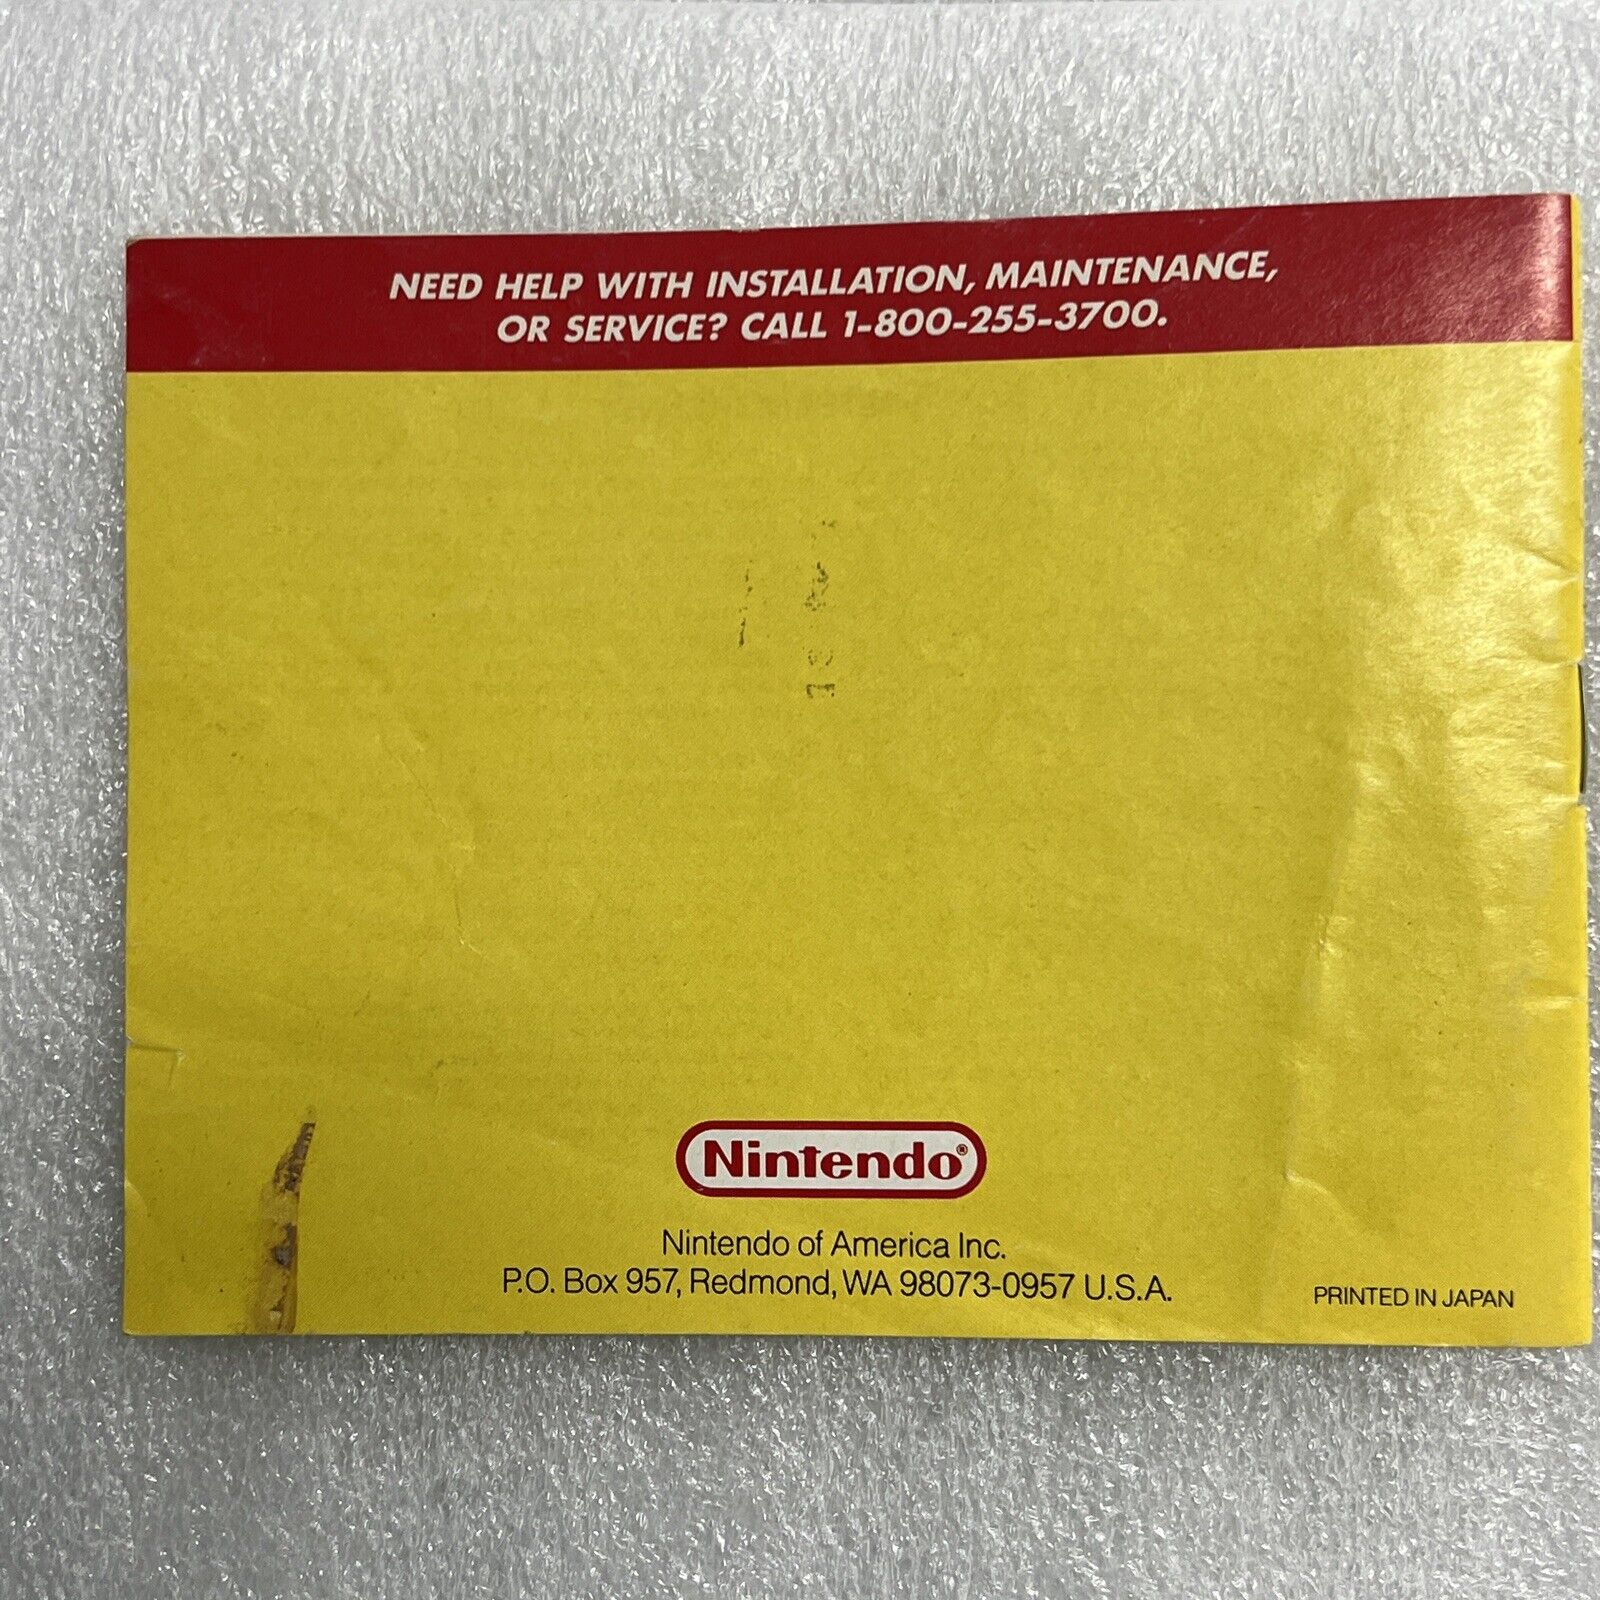 NEED HELP WITH INSTALLATION, MAINTENANCE,
OR SERVICE? CALL 1-800-255-3700.
Nintendo®
Nintendo of America Inc.
P.O. Box 957, Redmond, WA 98073-0957 U.S.A.
PRINTED IN JAPAN